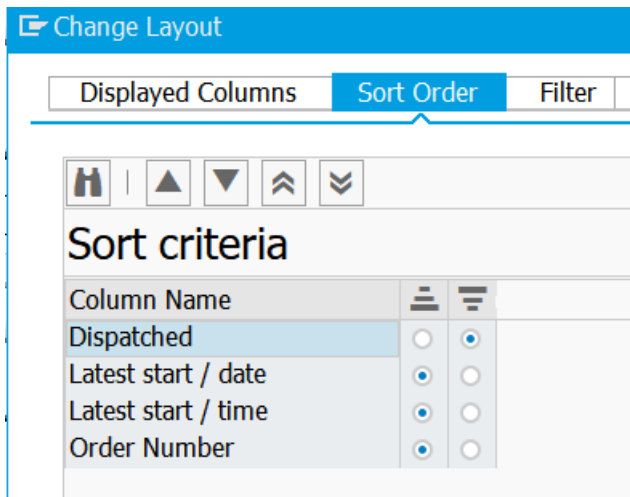 Change Layout
Displayed Columns Sort Order Filter
Sort criteria
Column Name
Dispatched
Latest start / date
Latest start / time
Order Number